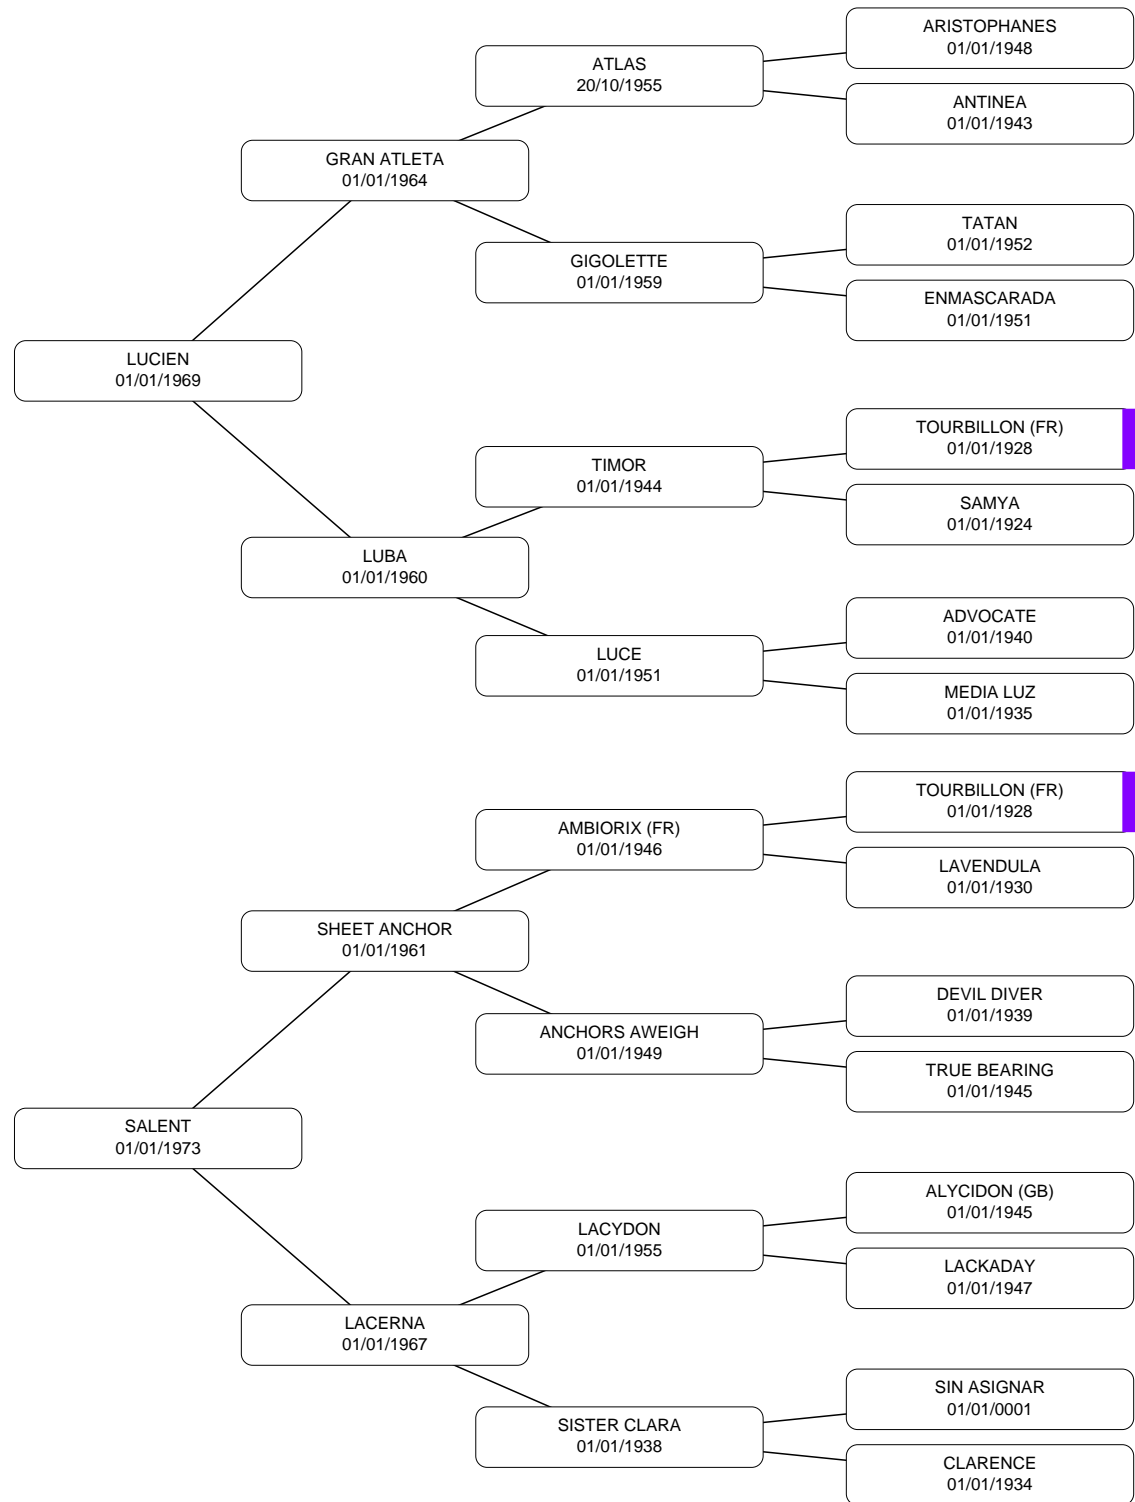 ARISTOPHANES
01/01/1948
ATLAS
20/10/1955
ANTINEA
01/01/1943
GRAN ATLETA
01/01/1964
TATAN
01/01/1952
GIGOLETTE
01/01/1959
ENMASCARADA
01/01/1951
LUCIEN
01/01/1969
TOURBILLON (FR)
01/01/1928
TIMOR
01/01/1944
SAMYA
01/01/1924
LUBA
01/01/1960
ADVOCATE
01/01/1940
LUCE
01/01/1951
MEDIA LUZ
01/01/1935
TOURBILLON (FR)
01/01/1928
AMBIORIX (FR)
01/01/1946
LAVENDULA
01/01/1930
SHEET ANCHOR
01/01/1961
DEVIL DIVER
01/01/1939
ANCHORS AWEIGH
01/01/1949
TRUE BEARING
01/01/1945
SALENT
01/01/1973
ALYCIDON (GB)
01/01/1945
LACYDON
01/01/1955
LACKADAY
01/01/1947
LACERNA
01/01/1967
SIN ASIGNAR
01/01/0001
SISTER CLARA
01/01/1938
CLARENCE
01/01/1934